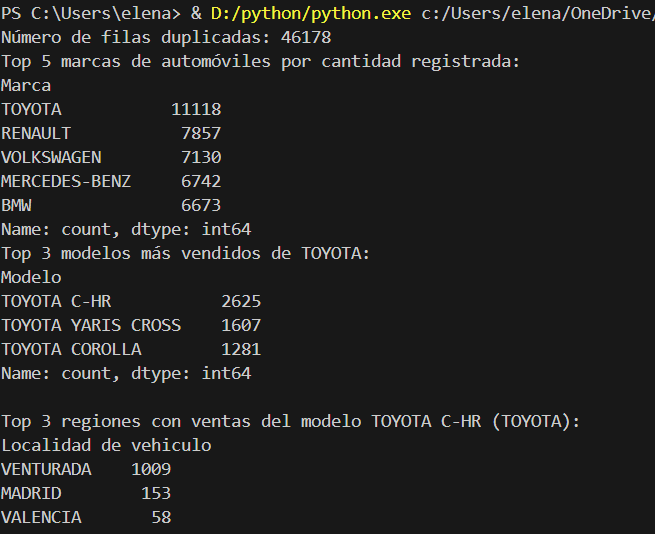 PS C:\Users\elena> & D:/python/python.exe c:/Users/elena/OneDrive/
Número de filas duplicadas: 46178
Top 5 marcas de automóviles por cantidad registrada:
Marca
TOYOTA 11118
RENAULT 7857
VOLKSWAGEN 7130
MERCEDES-BENZ 6742
BMW 6673
Name: count, dtype: int64
Top 3 modelos más vendidos de TOYOTA:
Modelo
TOYOTA C-HR 2625
TOYOTA YARIS CROSS 1607
TOYOTA COROLLA 1281
Name: count, dtype: int64
Top 3 regiones con ventas del modelo TOYOTA C-HR (TOYOTA):
Localidad de vehiculo
VENTURADA 1009
MADRID 153
VALENCIA 58